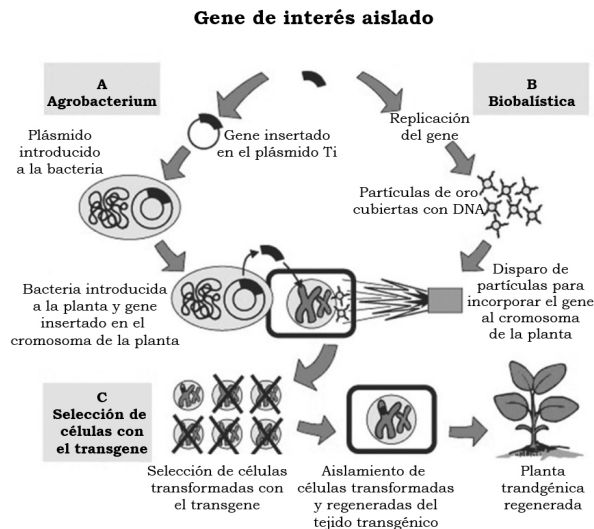 Gene de interés aislado
A
Agrobacterium
B
Biobalística
Plásmido
introducido
a la bacteria
Gene insertado
en el plásmido Ti
Replicación
del gene
Partículas de oro
cubiertas con DNA
Bacteria introducida
a la planta y gene
insertado en el
cromosoma de la planta
Disparo de
partículas para
incorporar el gene
al cromosoma
de la planta
C
Selección de
células con
el transgene
Selección de células
transformadas con
el transgene
Aislamiento de
células transformadas
y regeneradas del
tejido transgénico
Planta
trandgénica
regenerada